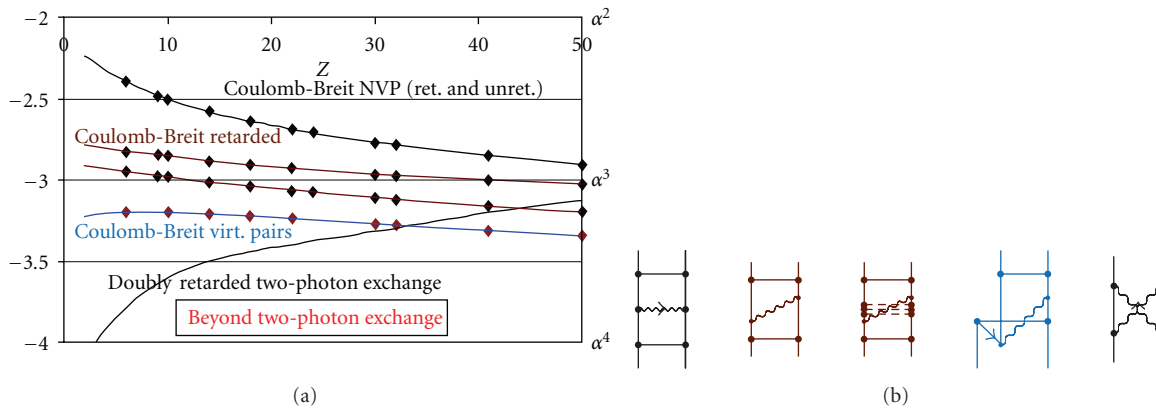 −2
−2.5
−3
−3.5
−4
0
10
20
30
40
50
Z
α²
α³
α⁴
Coulomb-Breit NVP (ret. and unret.)
Coulomb-Breit retarded
Coulomb-Breit virt. pairs
Doubly retarded two-photon exchange
Beyond two-photon exchange
(a)
(b)